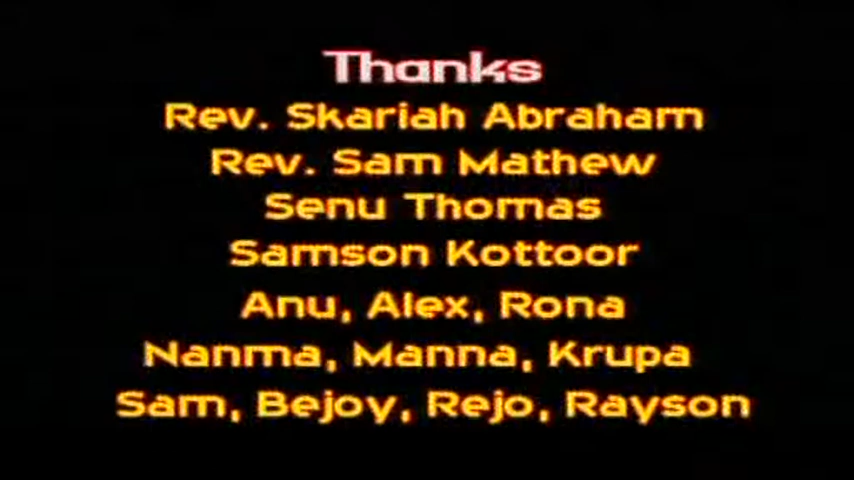 Thanks
Rev. Skariah Abraham
Rev. Sam Mathew
Senu Thomas
Samson Kottoor
Anu, Alex, Rona
Nanma, Manna, Krupa
Sam, Bejoy, Rejo, Rayson